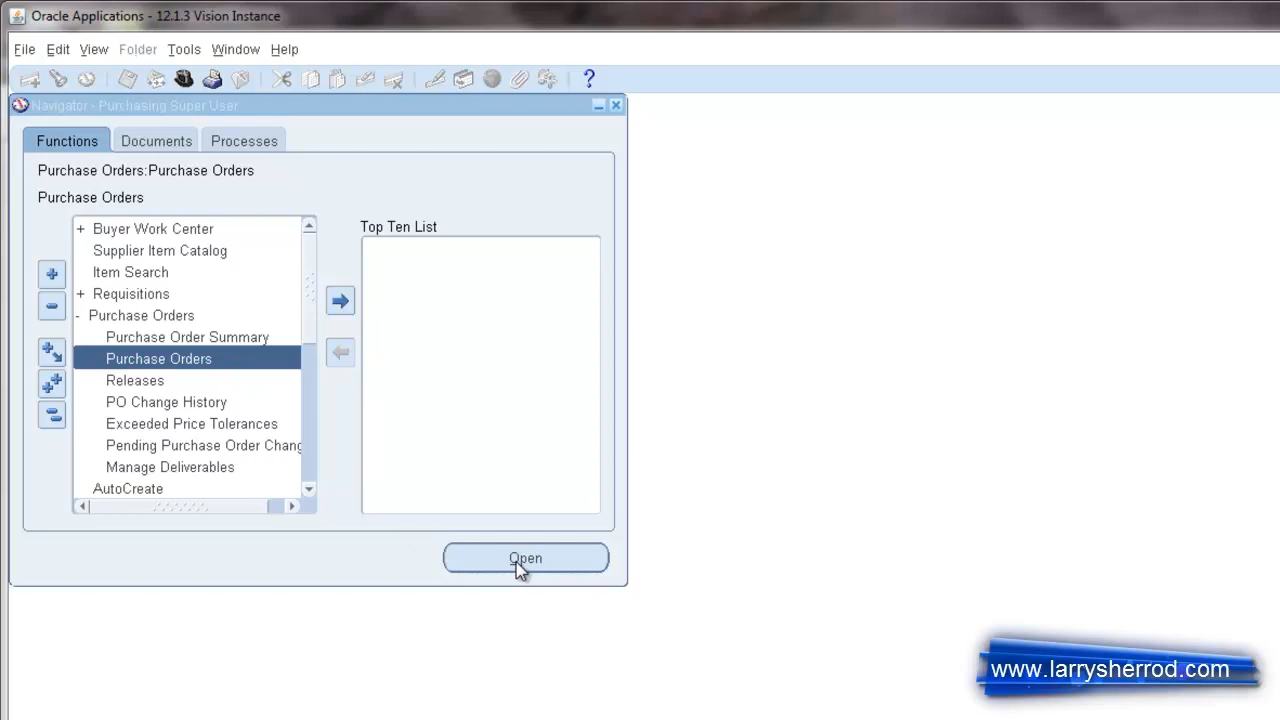 Oracle Applications - 12.1.3 Vision Instance
File Edit View Folder Tools Window Help
?
Navigator - Purchasing Super User
Functions Documents Processes
Purchase Orders:Purchase Orders
Purchase Orders
Top Ten List
+ Buyer Work Center
Supplier Item Catalog
Item Search
+ Requisitions
- Purchase Orders
Purchase Order Summary
Purchase Orders
Releases
PO Change History
Exceeded Price Tolerances
Pending Purchase Order Chang
Manage Deliverables
AutoCreate
Open
www.larrysherrod.com